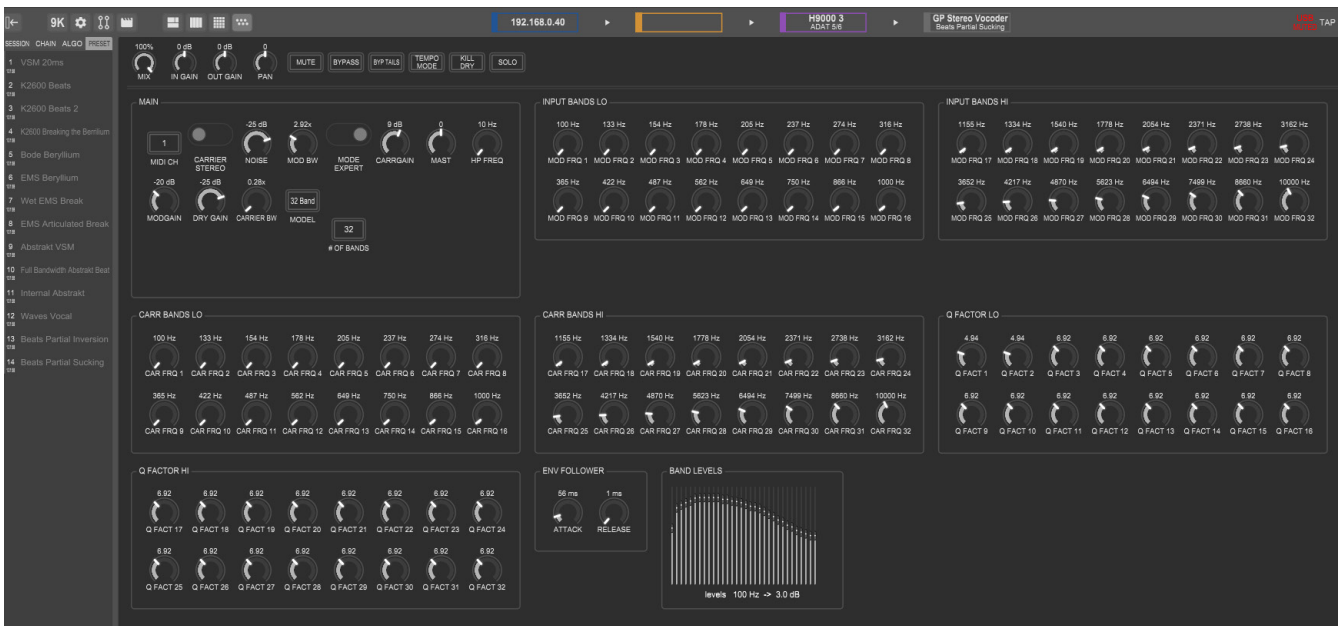 9K
192.168.0.40
H9000 3
ADAT 5/6
GP Stereo Vocoder
Beats Partial Sucking
TAP
SESSION CHAIN ALGO PRESET
1 VSM 20ms
2 K2600 Beats
3 K2600 Beats 2
4 K2600 Breaking the Berrilium
5 Bode Beryllium
6 EMS Beryllium
7 Wet EMS Break
8 EMS Articulated Break
9 Abstrakt VSM
10 Full Bandwidth Abstrakt Beat
11 Internal Abstrakt
12 Waves Vocal
13 Beats Partial Inversion
14 Beats Partial Sucking
100% 0 dB 0 dB 0
MIX IN GAIN OUT GAIN PAN
MUTE BYPASS BYP TAILS TEMPO MODE KILL DRY SOLO
MAIN
-25 dB 2.92x 9 dB 0 10 Hz
1
MIDI CH CARRIER STEREO NOISE MOD BW MODE EXPERT CARRGAIN MAST HP FREQ
-20 dB -25 dB 0.28x 32 Band
MODGAIN DRY GAIN CARRIER BW MODEL
32
# OF BANDS
INPUT BANDS LO
100 Hz 133 Hz 154 Hz 178 Hz 205 Hz 237 Hz 274 Hz 316 Hz
MOD FRQ 1 MOD FRQ 2 MOD FRQ 3 MOD FRQ 4 MOD FRQ 5 MOD FRQ 6 MOD FRQ 7 MOD FRQ 8
365 Hz 422 Hz 487 Hz 562 Hz 649 Hz 750 Hz 866 Hz 1000 Hz
MOD FRQ 9 MOD FRQ 10 MOD FRQ 11 MOD FRQ 12 MOD FRQ 13 MOD FRQ 14 MOD FRQ 15 MOD FRQ 16
INPUT BANDS HI
1155 Hz 1334 Hz 1540 Hz 1778 Hz 2054 Hz 2371 Hz 2738 Hz 3162 Hz
MOD FRQ 17 MOD FRQ 18 MOD FRQ 19 MOD FRQ 20 MOD FRQ 21 MOD FRQ 22 MOD FRQ 23 MOD FRQ 24
3652 Hz 4217 Hz 4870 Hz 5623 Hz 6494 Hz 7499 Hz 8660 Hz 10000 Hz
MOD FRQ 25 MOD FRQ 26 MOD FRQ 27 MOD FRQ 28 MOD FRQ 29 MOD FRQ 30 MOD FRQ 31 MOD FRQ 32
CARR BANDS LO
100 Hz 133 Hz 154 Hz 178 Hz 205 Hz 237 Hz 274 Hz 316 Hz
CAR FRQ 1 CAR FRQ 2 CAR FRQ 3 CAR FRQ 4 CAR FRQ 5 CAR FRQ 6 CAR FRQ 7 CAR FRQ 8
365 Hz 422 Hz 487 Hz 562 Hz 649 Hz 750 Hz 866 Hz 1000 Hz
CAR FRQ 9 CAR FRQ 10 CAR FRQ 11 CAR FRQ 12 CAR FRQ 13 CAR FRQ 14 CAR FRQ 15 CAR FRQ 16
CARR BANDS HI
1155 Hz 1334 Hz 1540 Hz 1778 Hz 2054 Hz 2371 Hz 2738 Hz 3162 Hz
CAR FRQ 17 CAR FRQ 18 CAR FRQ 19 CAR FRQ 20 CAR FRQ 21 CAR FRQ 22 CAR FRQ 23 CAR FRQ 24
3652 Hz 4217 Hz 4870 Hz 5623 Hz 6494 Hz 7499 Hz 8660 Hz 10000 Hz
CAR FRQ 25 CAR FRQ 26 CAR FRQ 27 CAR FRQ 28 CAR FRQ 29 CAR FRQ 30 CAR FRQ 31 CAR FRQ 32
Q FACTOR LO
4.94 4.94 6.92 6.92 6.92 6.92 6.92 6.92
Q FACT 1 Q FACT 2 Q FACT 3 Q FACT 4 Q FACT 5 Q FACT 6 Q FACT 7 Q FACT 8
6.92 6.92 6.92 6.92 6.92 6.92 6.92 6.92
Q FACT 9 Q FACT 10 Q FACT 11 Q FACT 12 Q FACT 13 Q FACT 14 Q FACT 15 Q FACT 16
Q FACTOR HI
6.92 6.92 6.92 6.92 6.92 6.92 6.92 6.92
Q FACT 17 Q FACT 18 Q FACT 19 Q FACT 20 Q FACT 21 Q FACT 22 Q FACT 23 Q FACT 24
6.92 6.92 6.92 6.92 6.92 6.92 6.92 6.92
Q FACT 25 Q FACT 26 Q FACT 27 Q FACT 28 Q FACT 29 Q FACT 30 Q FACT 31 Q FACT 32
ENV FOLLOWER
56 ms 1 ms
ATTACK RELEASE
BAND LEVELS
levels 100 Hz -> 3.0 dB